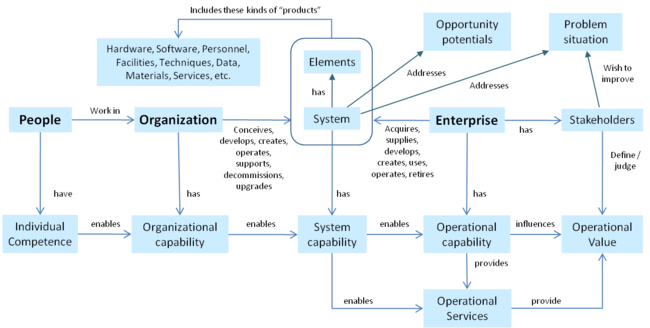 Includes these kinds of “products”
Hardware, Software, Personnel,
Facilities, Techniques, Data,
Materials, Services, etc.
Elements
Opportunity
potentials
Problem
situation
has
Addresses
Addresses
Wish to
improve
People
Work in
Organization
Conceives,
develops, creates,
operates,
supports,
decommissions,
upgrades
System
Acquires,
supplies,
develops,
creates, uses,
operates, retires
Enterprise
has
Stakeholders
have
has
has
has
Define /
judge
Individual
Competence
enables
Organizational
capability
enables
System
capability
enables
Operational
capability
influences
Operational
Value
provides
enables
Operational
Services
provide